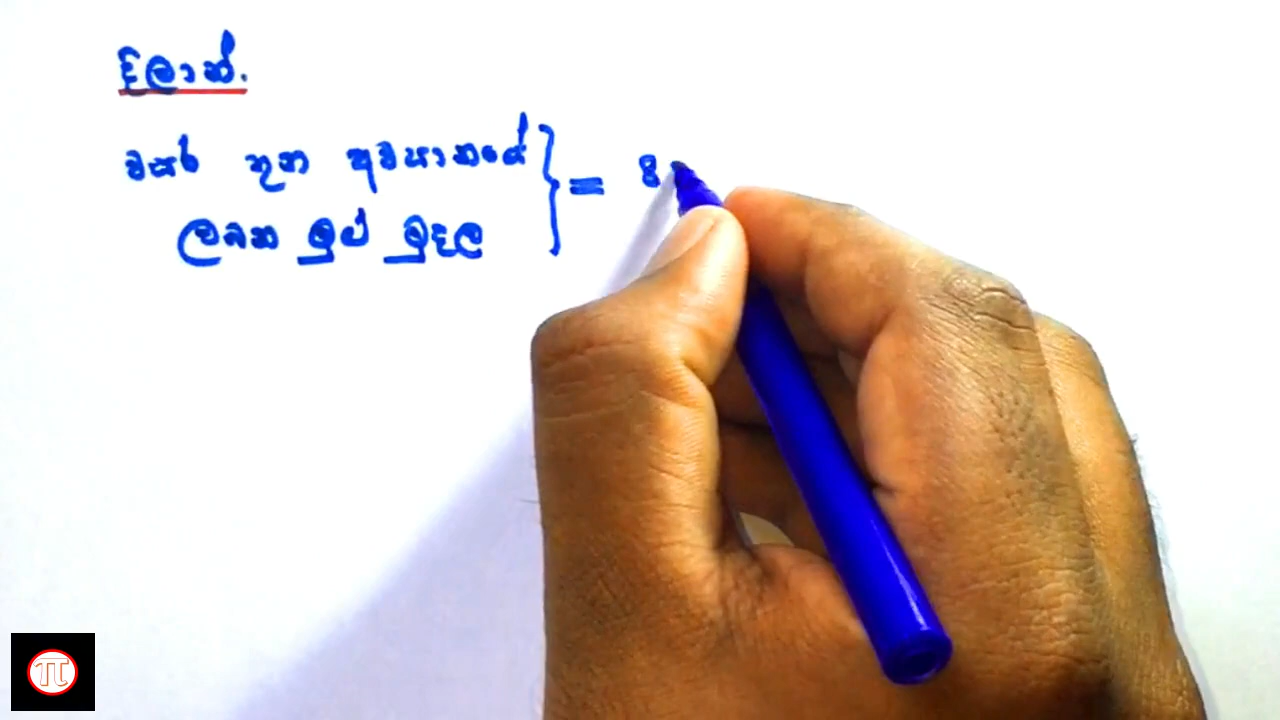 දිලාන්.
වසර තුන අවසානයේ } = 8
ලබන මුළු මුදල